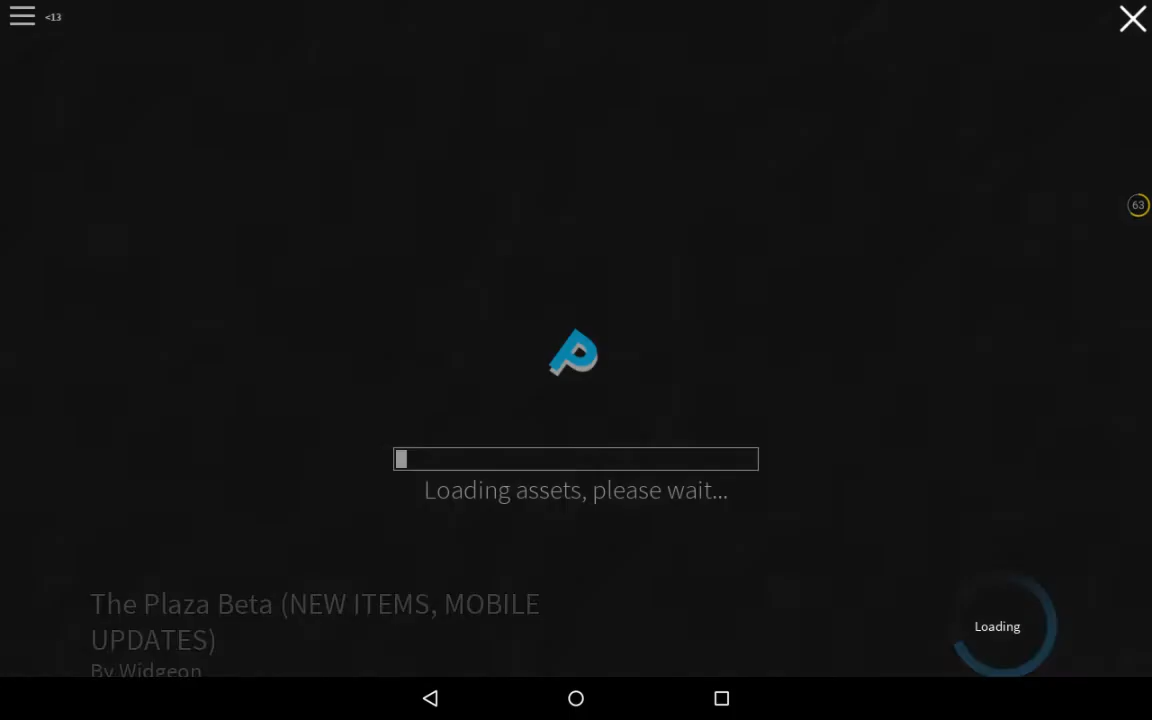 <13
63
P
Loading assets, please wait...
The Plaza Beta (NEW ITEMS, MOBILE
UPDATES)
By Widgeon
Loading